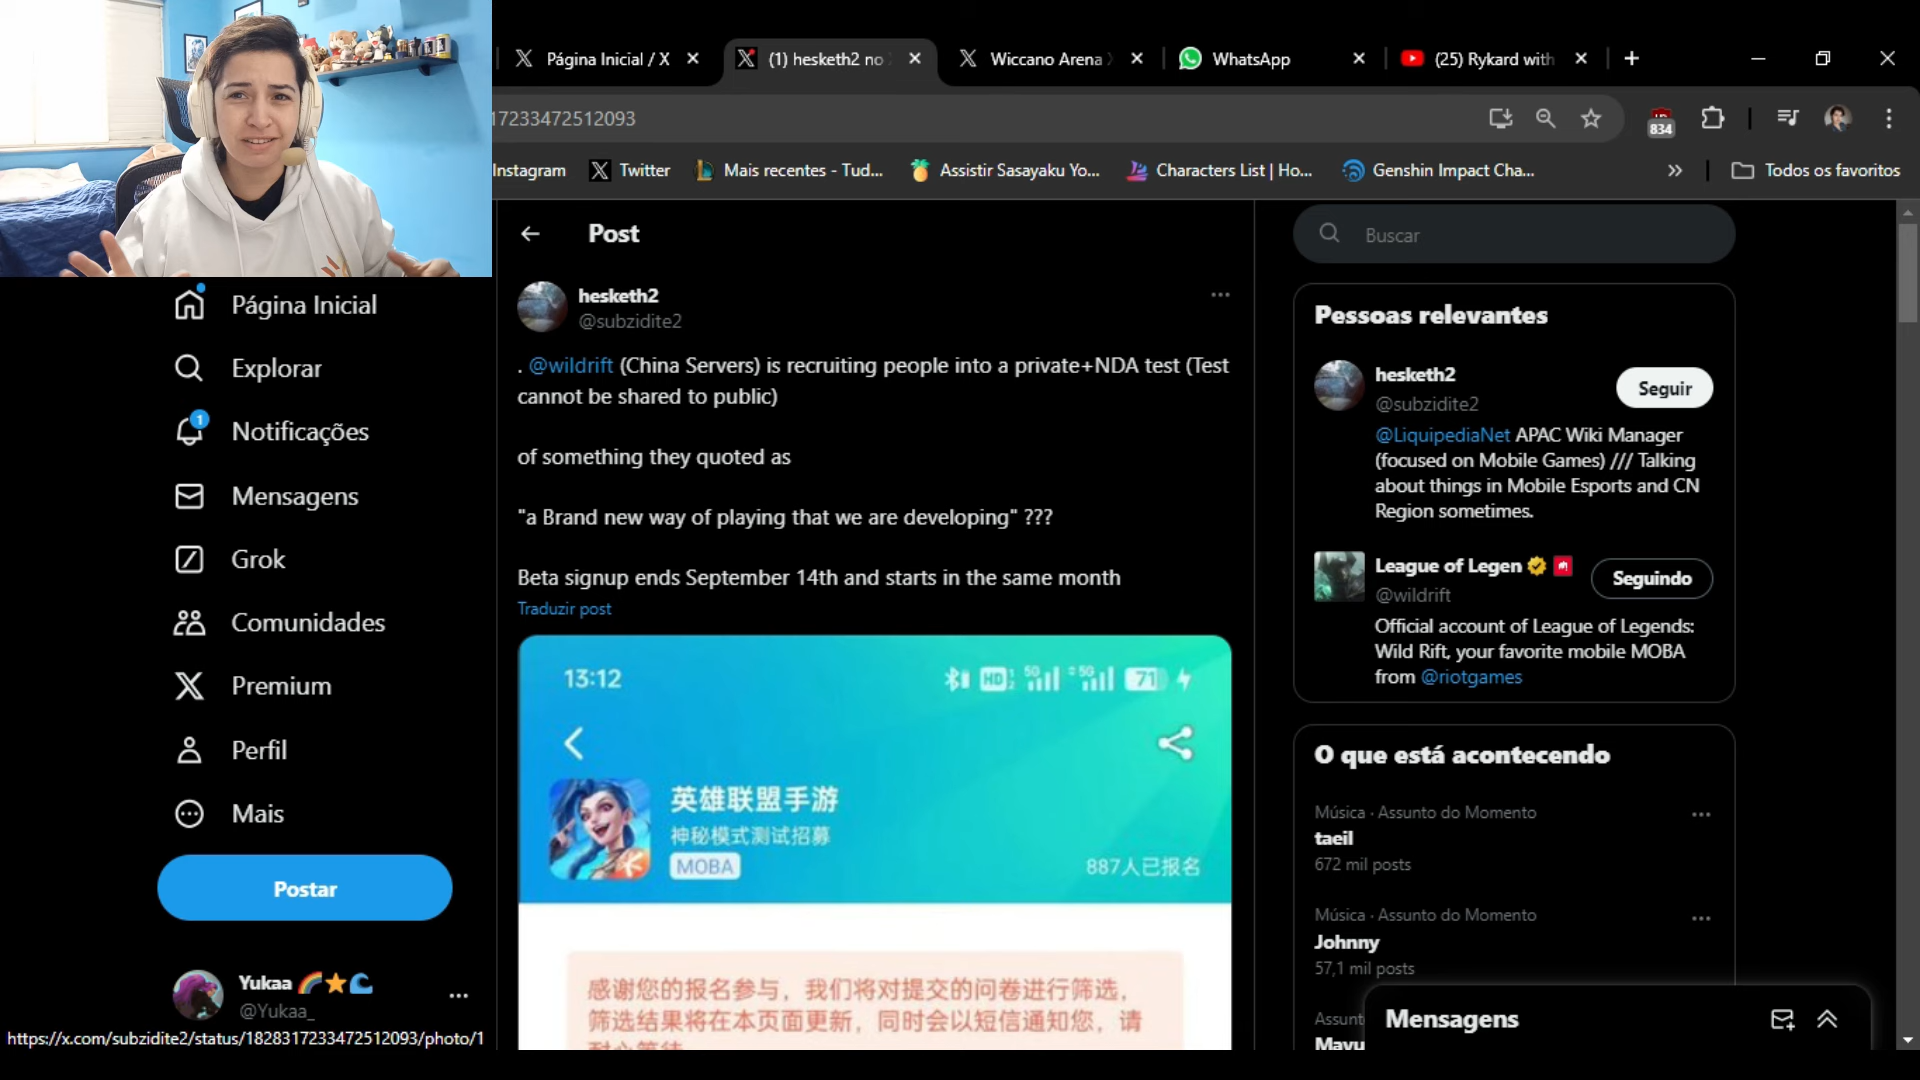 Página Inicial / X
(1) hesketh2 no
Wiccano Arena
WhatsApp
(25) Rykard with
17233472512093
834
Instagram
Twitter
Mais recentes - Tud...
Assistir Sasayaku Yo...
Characters List | Ho...
Genshin Impact Cha...
Todos os favoritos
Post
Buscar
Página Inicial
Explorar
1
Notificações
Mensagens
Grok
Comunidades
Premium
Perfil
Mais
Postar
Yukaa
@Yukaa_
https://x.com/subzidite2/status/1828317233472512093/photo/1
hesketh2
@subzidite2
. @wildrift (China Servers) is recruiting people into a private+NDA test (Test
cannot be shared to public)
of something they quoted as
"a Brand new way of playing that we are developing" ???
Beta signup ends September 14th and starts in the same month
Traduzir post
13:12
HD
5G
5G
71
英雄联盟手游
神秘模式测试招募
MOBA
887人已报名
感谢您的报名参与，我们将对提交的问卷进行筛选，
筛选结果将在本页面更新，同时会以短信通知您，请
Pessoas relevantes
hesketh2
@subzidite2
Seguir
@LiquipediaNet APAC Wiki Manager
(focused on Mobile Games) /// Talking
about things in Mobile Esports and CN
Region sometimes.
League of Legen
@wildrift
Seguindo
Official account of League of Legends:
Wild Rift, your favorite mobile MOBA
from @riotgames
O que está acontecendo
Música · Assunto do Momento
taeil
672 mil posts
Música · Assunto do Momento
Johnny
57,1 mil posts
Assunt
Mensagens